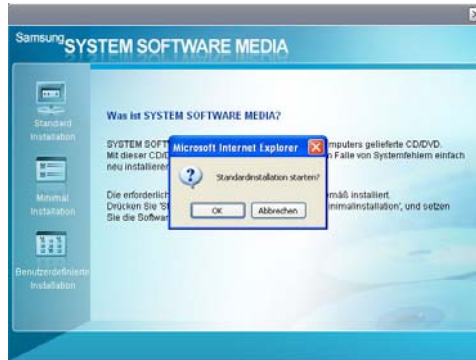 Samsung SYSTEM SOFTWARE MEDIA
Standard
Installation
Minimal
Installation
Benutzerdefinierte
Installation
Was ist SYSTEM SOFTWARE MEDIA?
SYSTEM SOFT
mputers gelieferte CD/DVD.
Mit dieser CD/D
n Falle von Systemfehlern einfach
neu installieren
Die erforderlich
emäß installiert.
Drücken Sie 'S
inimalinstallation', und setzen
Sie die Softwar
Microsoft Internet Explorer
Standardinstallation starten?
OK
Abbrechen